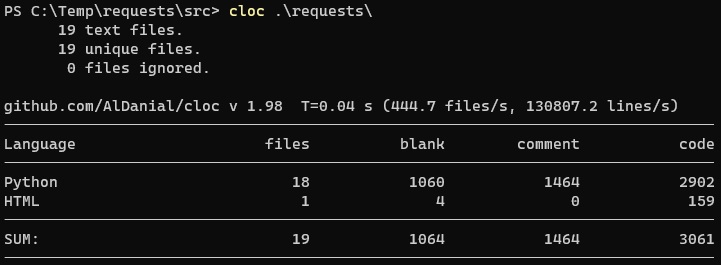 PS C:\Temp\requests\src> cloc .\requests\
19 text files.
19 unique files.
0 files ignored.
github.com/AlDanial/cloc v 1.98  T=0.04 s (444.7 files/s, 130807.2 lines/s)
Language files blank comment code
Python 18 1060 1464 2902
HTML 1 4 0 159
SUM: 19 1064 1464 3061